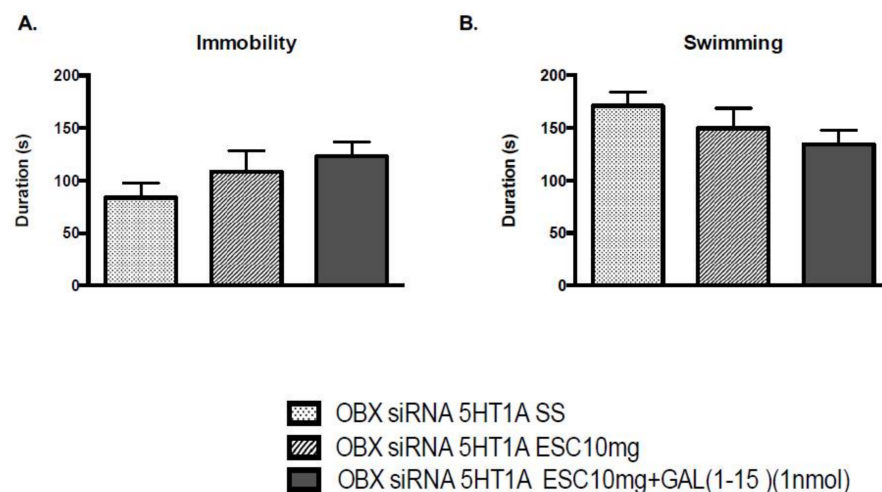 A.
Immobility
200
150
100
50
0
Duration (s)
B.
Swimming
200
150
100
50
0
Duration (s)
OBX siRNA 5HT1A SS
OBX siRNA 5HT1A ESC10mg
OBX siRNA 5HT1A ESC10mg+GAL(1-15 )(1nmol)